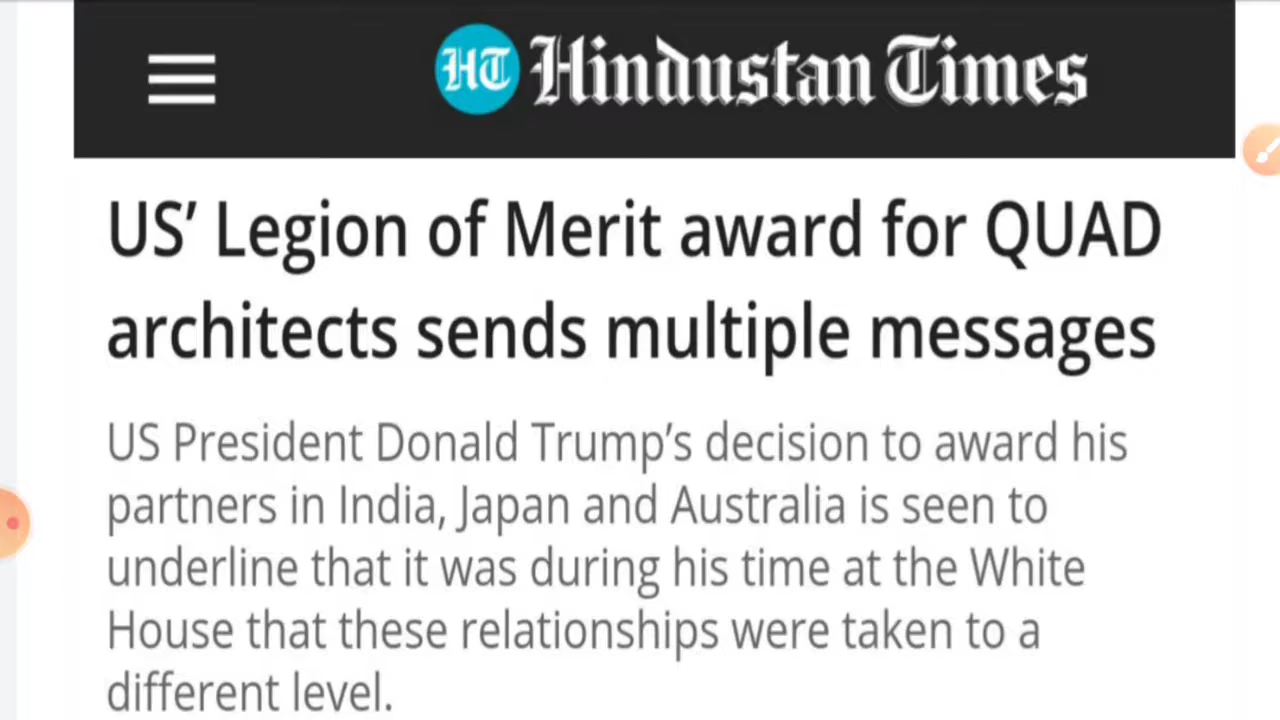 HT Hindustan Times
US’ Legion of Merit award for QUAD
architects sends multiple messages
US President Donald Trump’s decision to award his
partners in India, Japan and Australia is seen to
underline that it was during his time at the White
House that these relationships were taken to a
different level.